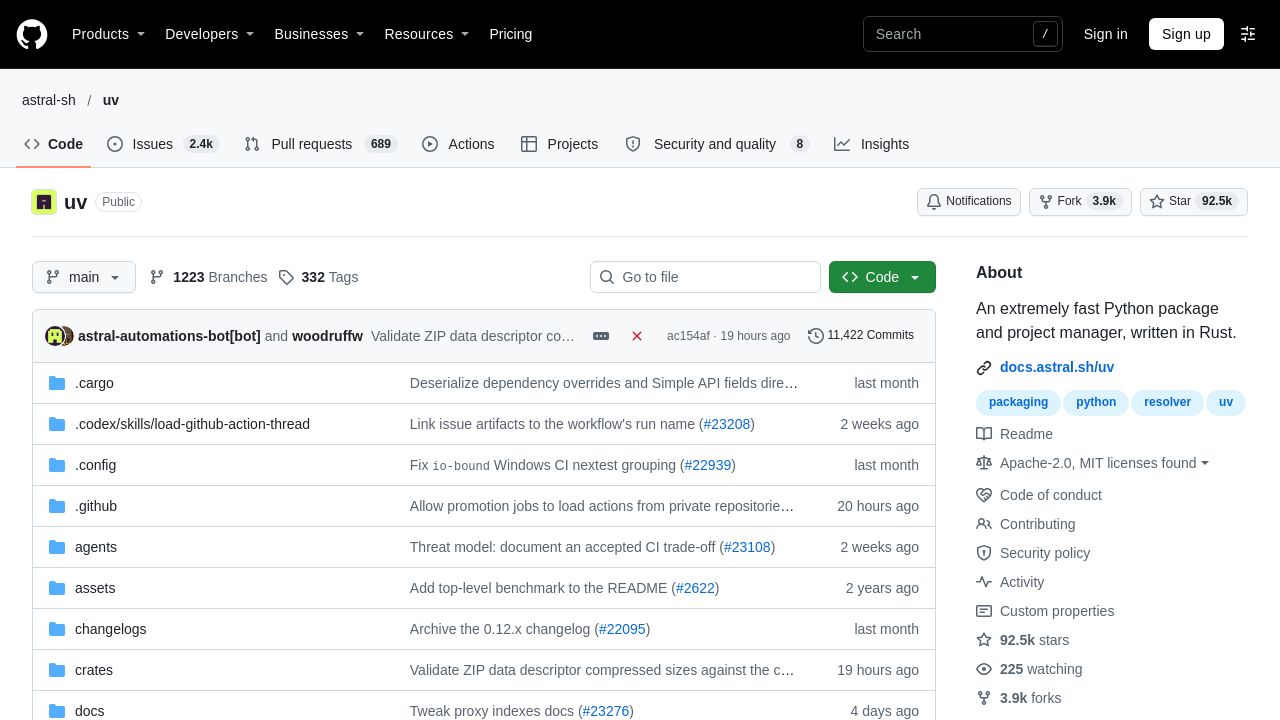 Products Developers Businesses Resources Pricing Search / Sign in Sign up
astral-sh / uv
Code Issues 2.4k Pull requests 689 Actions Projects Security and quality 8 Insights
uv Public Notifications Fork 3.9k Star 92.5k
main 1223 Branches 332 Tags Go to file Code
astral-automations-bot[bot] and woodruffw Validate ZIP data descriptor co… ac154af · 19 hours ago 11,422 Commits
.cargo Deserialize dependency overrides and Simple API fields dire… last month
.codex/skills/load-github-action-thread Link issue artifacts to the workflow's run name (#23208) 2 weeks ago
.config Fix io-bound Windows CI nextest grouping (#22939) last month
.github Allow promotion jobs to load actions from private repositorie… 20 hours ago
agents Threat model: document an accepted CI trade-off (#23108) 2 weeks ago
assets Add top-level benchmark to the README (#2622) 2 years ago
changelogs Archive the 0.12.x changelog (#22095) last month
crates Validate ZIP data descriptor compressed sizes against the c… 19 hours ago
docs Tweak proxy indexes docs (#23276) 4 days ago
About
An extremely fast Python package
and project manager, written in Rust.
docs.astral.sh/uv
packaging python resolver uv
Readme
Apache-2.0, MIT licenses found
Code of conduct
Contributing
Security policy
Activity
Custom properties
92.5k stars
225 watching
3.9k forks